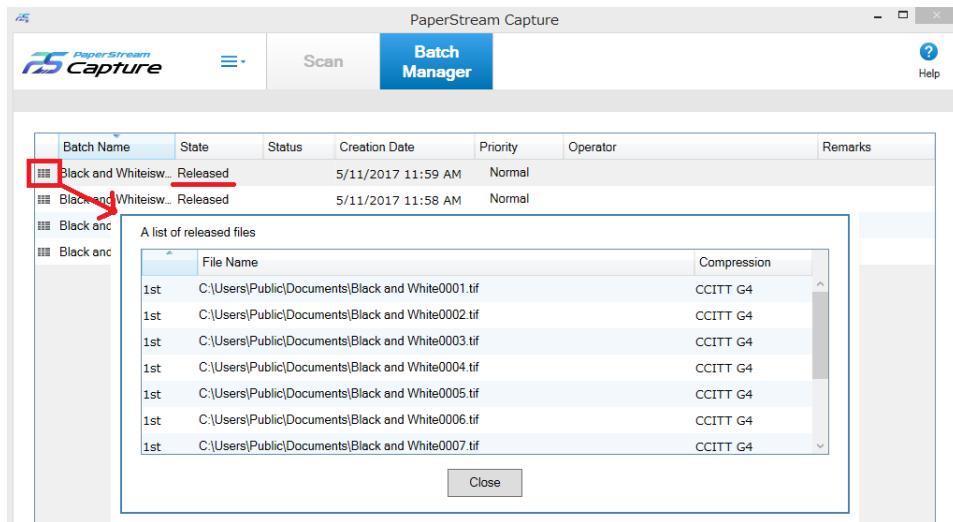 PaperStream Capture
PaperStream
Capture
Scan
Batch
Manager
Help
Batch Name State Status Creation Date Priority Operator Remarks
Black and Whiteisw... Released 5/11/2017 11:59 AM Normal
Black and Whiteisw... Released 5/11/2017 11:58 AM Normal
Black and
Black and
A list of released files
File Name Compression
1st C:\Users\Public\Documents\Black and White0001.tif CCITT G4
1st C:\Users\Public\Documents\Black and White0002.tif CCITT G4
1st C:\Users\Public\Documents\Black and White0003.tif CCITT G4
1st C:\Users\Public\Documents\Black and White0004.tif CCITT G4
1st C:\Users\Public\Documents\Black and White0005.tif CCITT G4
1st C:\Users\Public\Documents\Black and White0006.tif CCITT G4
1st C:\Users\Public\Documents\Black and White0007.tif CCITT G4
Close